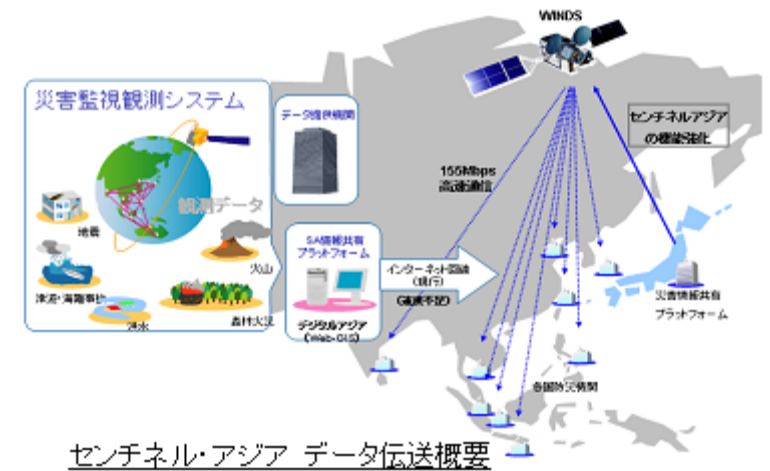 WINDS
災害監視観測システム
データ提供機関
センチネルアジア
の機能強化
155Mbps
高速通信
観測データ
地震
SA情報共有
プラットフォーム
火山
インターネット回線
(現行)
津波・海難事故
(速度不足)
災害情報共有
プラットフォーム
洪水
森林火災
デジタルアジア
(Web-GIS)
各国防災機関
センチネル・アジア データ伝送概要